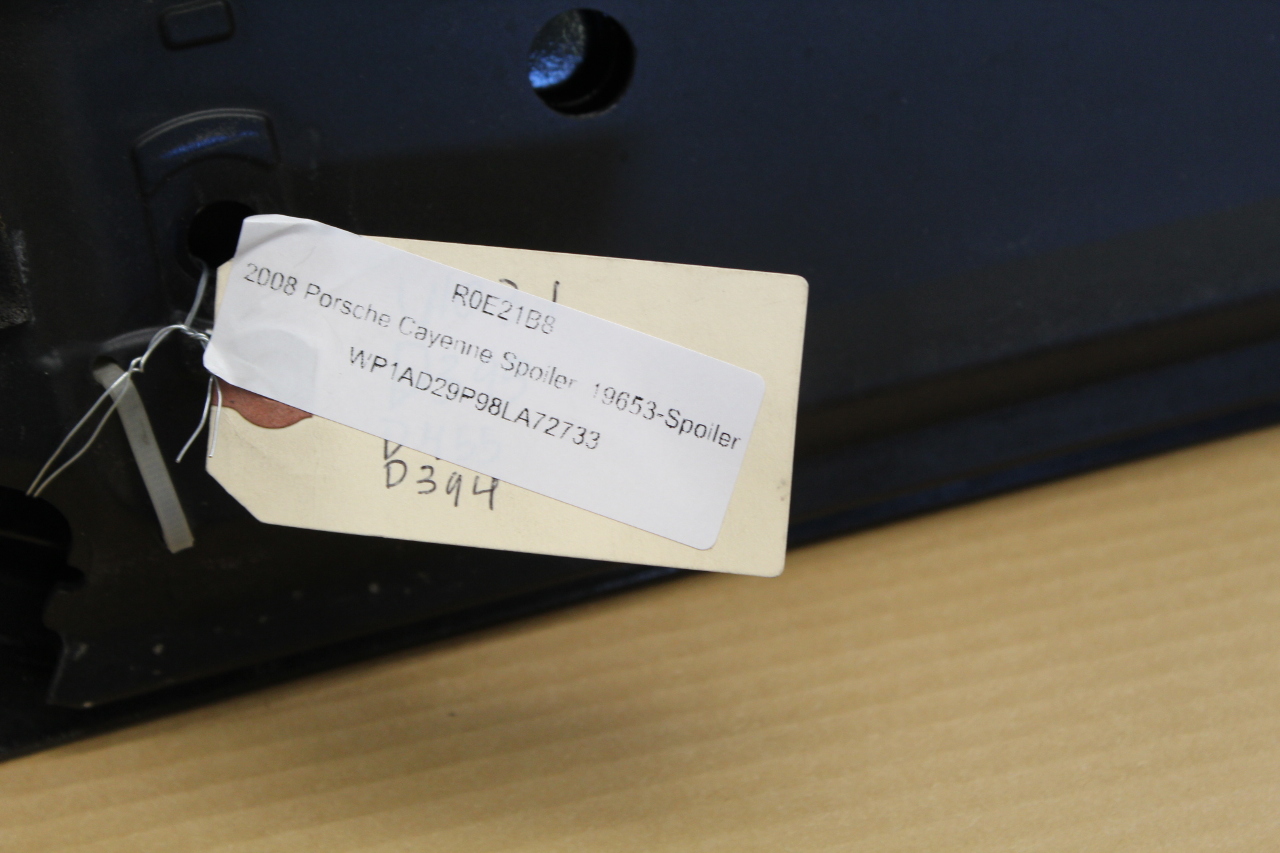 R0E21B8
2008 Porsche Cayenne Spoiler 19653-Spoiler
WP1AD29P98LA72733
D394